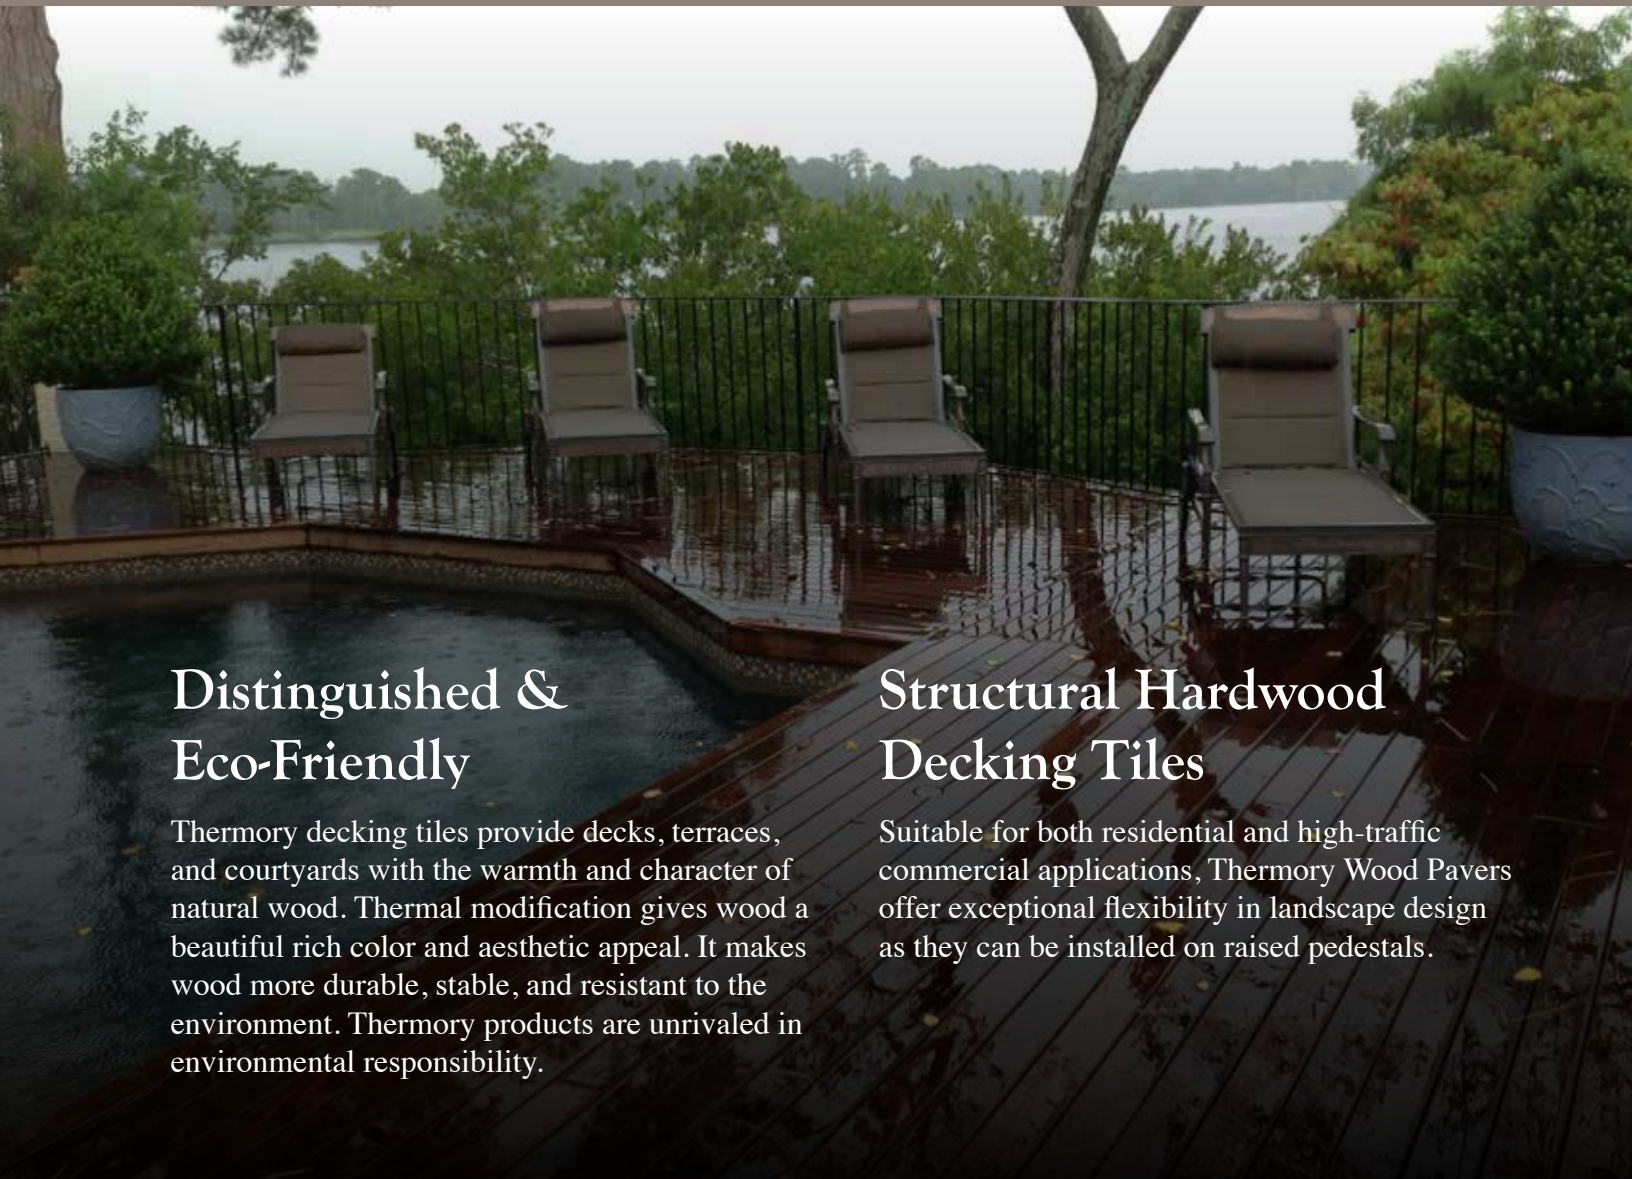 Distinguished &
Eco-Friendly
Thermory decking tiles provide decks, terraces,
and courtyards with the warmth and character of
natural wood. Thermal modification gives wood a
beautiful rich color and aesthetic appeal. It makes
wood more durable, stable, and resistant to the
environment. Thermory products are unrivaled in
environmental responsibility.
Structural Hardwood
Decking Tiles
Suitable for both residential and high-traffic
commercial applications, Thermory Wood Pavers
offer exceptional flexibility in landscape design
as they can be installed on raised pedestals.